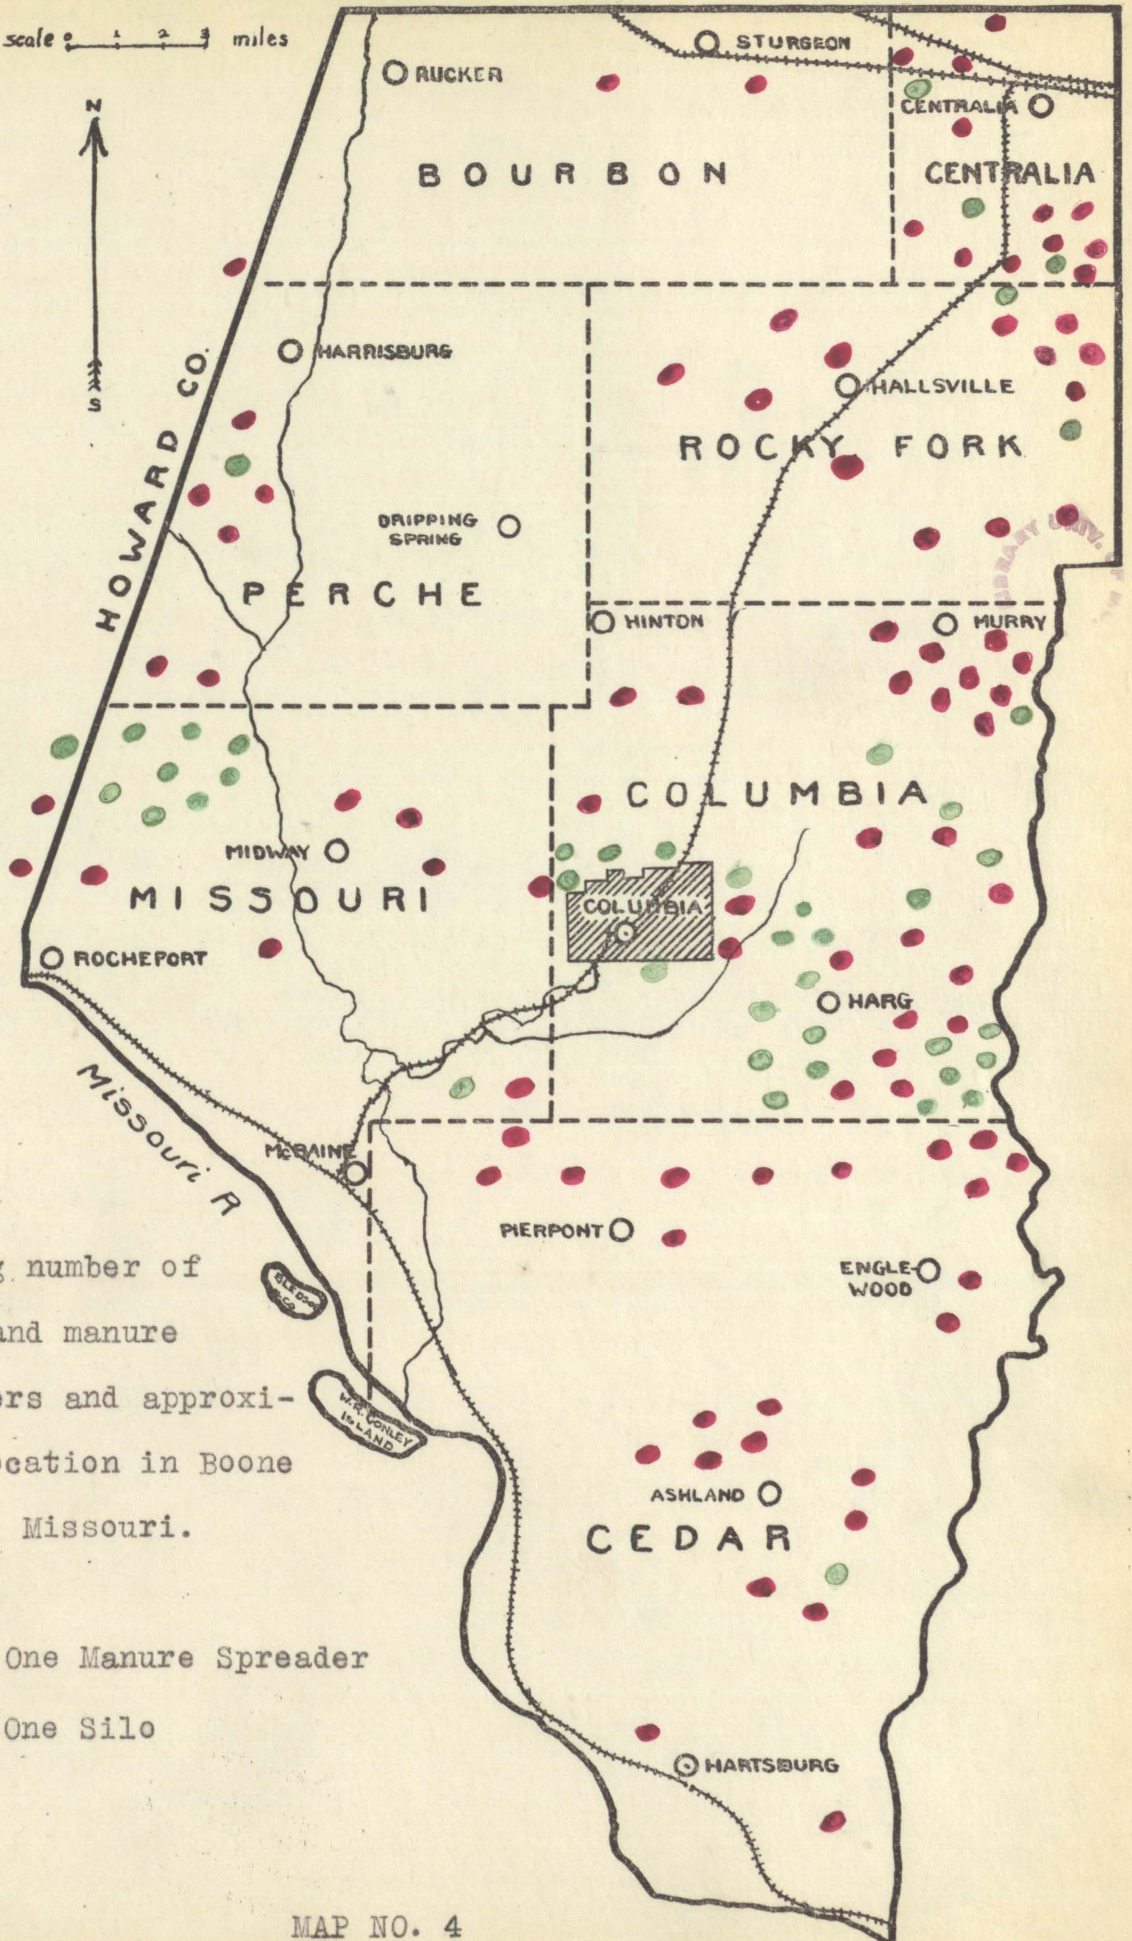 scale 0 1 2 3 miles
N
S
RUCKER
STURGEON
CENTRALIA
BOURBON
CENTRALIA
HARRISBURG
HOWARD CO.
HALLSVILLE
ROCKY FORK
DRIPPING
SPRING
PERCHE
LIBRARY UNIV.
HINTON
MURRY
COLUMBIA
MIDWAY
MISSOURI
COLUMBIA
ROCHEPORT
HARG
Missouri R
McBAINE
PIERPONT
ENGLE-
WOOD
number of
and manure
ers and approxi-
ocation in Boone
Missouri.
W.R. CONLEY
ISLAND
ASHLAND
CEDAR
One Manure Spreader
One Silo
HARTSBURG
MAP NO. 4